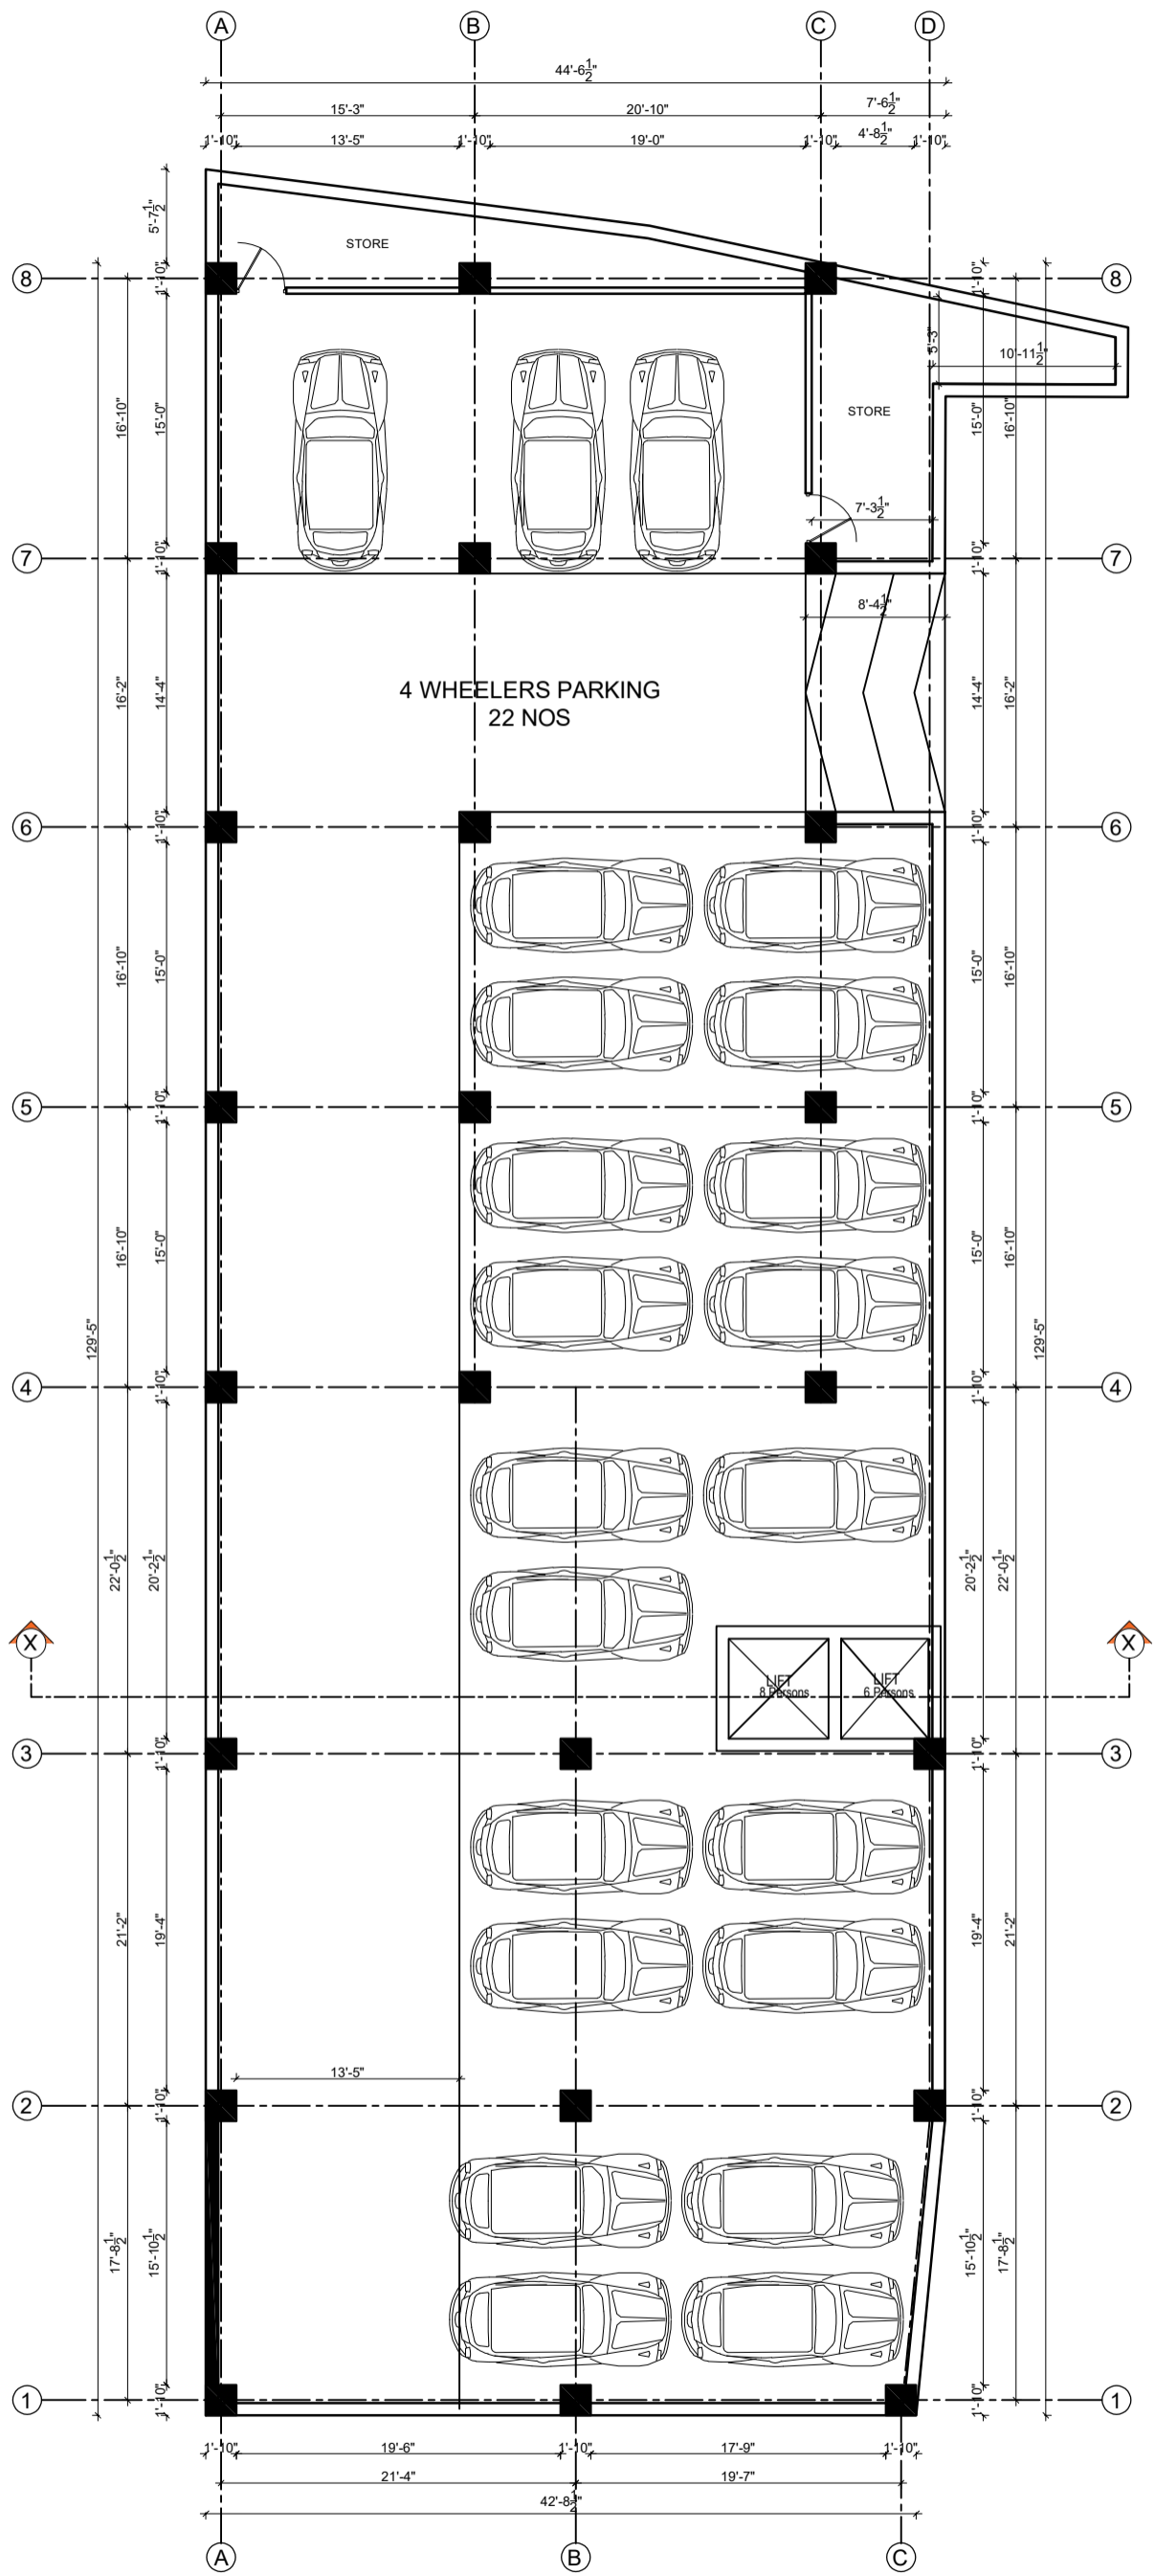 A B C D
44'-6½"
15'-3" 20'-10" 7'-6½"
1'-10" 13'-5" 1'-10" 19'-0" 1'-10" 4'-8½" 1'-10"
5'-7½"
STORE
8 1'-10" 1'-10" 8
5'-3" 10'-11½"
16'-10" 15'-0" STORE 15'-0" 16'-10"
7'-3½"
7 1'-10" 1'-10" 7
8'-4½"
4 WHEELERS PARKING
16'-2" 14'-4" 14'-4" 16'-2"
22 NOS
6 1'-10" 1'-10" 6
16'-10" 15'-0" 15'-0" 16'-10"
5 1'-10" 1'-10" 5
16'-10" 15'-0" 15'-0" 16'-10"
129'-5" 129'-5"
4 1'-10" 1'-10" 4
22'-0½" 20'-2½" 20'-2½" 22'-0½"
X X
LIFT LIFT
8 Persons 6 Persons
3 1'-10" 1'-10" 3
21'-2" 19'-4" 19'-4" 21'-2"
13'-5"
2 1'-10" 1'-10" 2
17'-8½" 15'-10½" 15'-10½" 17'-8½"
1 1'-10" 1'-10" 1
1'-10" 19'-6" 1'-10" 17'-9" 1'-10"
21'-4" 19'-7"
42'-8½"
A B C